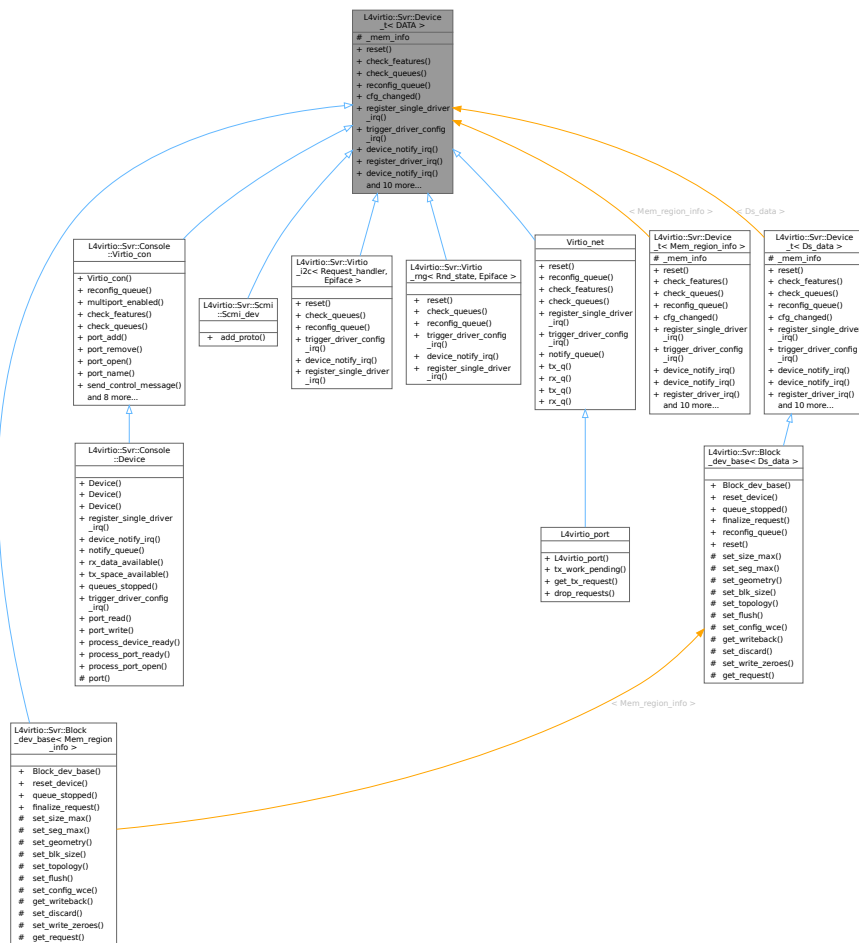 L4virtio::Svr::Device
_t< DATA >
# _mem_info
+ reset()
+ check_features()
+ check_queues()
+ reconfig_queue()
+ cfg_changed()
+ register_single_driver
_irq()
+ trigger_driver_config
_irq()
+ device_notify_irq()
+ register_driver_irq()
+ device_notify_irq()
and 10 more...
< Mem_region_info >
< Ds_data >
L4virtio::Svr::Console
::Virtio_con
+ Virtio_con()
+ reconfig_queue()
+ multiport_enabled()
+ check_features()
+ check_queues()
+ port_add()
+ port_remove()
+ port_open()
+ port_name()
+ send_control_message()
and 8 more...
L4virtio::Svr::Scmi
::Scmi_dev
+ add_proto()
L4virtio::Svr::Virtio
_i2c< Request_handler,
Epiface >
+ reset()
+ check_queues()
+ reconfig_queue()
+ trigger_driver_config
_irq()
+ device_notify_irq()
+ register_single_driver
_irq()
L4virtio::Svr::Virtio
_rng< Rnd_state, Epiface >
+ reset()
+ check_queues()
+ reconfig_queue()
+ trigger_driver_config
_irq()
+ device_notify_irq()
+ register_single_driver
_irq()
Virtio_net
+ reset()
+ reconfig_queue()
+ check_features()
+ check_queues()
+ register_single_driver
_irq()
+ trigger_driver_config
_irq()
+ notify_queue()
+ tx_q()
+ rx_q()
+ tx_q()
+ rx_q()
L4virtio::Svr::Device
_t< Mem_region_info >
# _mem_info
+ reset()
+ check_features()
+ check_queues()
+ reconfig_queue()
+ cfg_changed()
+ register_single_driver
_irq()
+ trigger_driver_config
_irq()
+ device_notify_irq()
+ device_notify_irq()
+ register_driver_irq()
and 10 more...
L4virtio::Svr::Device
_t< Ds_data >
# _mem_info
+ reset()
+ check_features()
+ check_queues()
+ reconfig_queue()
+ cfg_changed()
+ register_single_drive
_irq()
+ trigger_driver_config
_irq()
+ device_notify_irq()
+ device_notify_irq()
+ register_driver_irq()
and 10 more...
L4virtio::Svr::Console
::Device
+ Device()
+ Device()
+ Device()
+ register_single_driver
_irq()
+ device_notify_irq()
+ notify_queue()
+ rx_data_available()
+ tx_space_available()
+ queues_stopped()
+ trigger_driver_config
_irq()
+ port_read()
+ port_write()
+ process_device_ready()
+ process_port_ready()
+ process_port_open()
# port()
L4virtio_port
+ L4virtio_port()
+ tx_work_pending()
+ get_tx_request()
+ drop_requests()
L4virtio::Svr::Block
_dev_base< Ds_data >
+ Block_dev_base()
+ reset_device()
+ queue_stopped()
+ finalize_request()
+ reconfig_queue()
+ reset()
# set_size_max()
# set_seg_max()
# set_geometry()
# set_blk_size()
# set_topology()
# set_flush()
# set_config_wce()
# get_writeback()
# set_discard()
# set_write_zeroes()
# get_request()
< Mem_region_info >
L4virtio::Svr::Block
_dev_base< Mem_region
_info >
+ Block_dev_base()
+ reset_device()
+ queue_stopped()
+ finalize_request()
# set_size_max()
# set_seg_max()
# set_geometry()
# set_blk_size()
# set_topology()
# set_flush()
# set_config_wce()
# get_writeback()
# set_discard()
# set_write_zeroes()
# get_request()